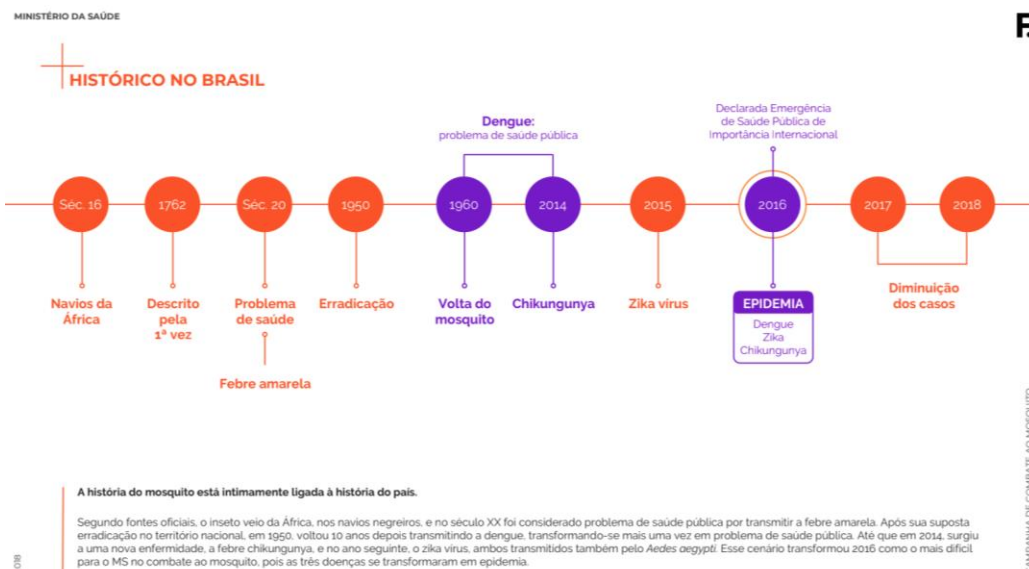 MINISTÉRIO DA SAÚDE
HISTÓRICO NO BRASIL
Dengue:
problema de saúde pública
Declarada Emergência
de Saúde Pública de
Importância Internacional
Séc. 16
1762
Séc. 20
1950
1960
2014
2015
2016
2017
2018
Navios da
África
Descrito
pela
1ª vez
Problema
de saúde
Febre amarela
Erradicação
Volta do
mosquito
Chikungunya
Zika vírus
EPIDEMIA
Dengue
Zika
Chikungunya
Diminuição
dos casos
A história do mosquito está intimamente ligada à história do país.
Segundo fontes oficiais, o inseto veio da África, nos navios negreiros, e no século XX foi considerado problema de saúde pública por transmitir a febre amarela. Após sua suposta
erradicação no território nacional, em 1950, voltou 10 anos depois transmitindo a dengue, transformando-se mais uma vez em problema de saúde pública. Até que em 2014, surgiu
a uma nova enfermidade, a febre chikungunya, e no ano seguinte, o zika vírus, ambos transmitidos também pelo Aedes aegypti. Esse cenário transformou 2016 como o mais difícil
para o MS no combate ao mosquito, pois as três doenças se transformaram em epidemia.